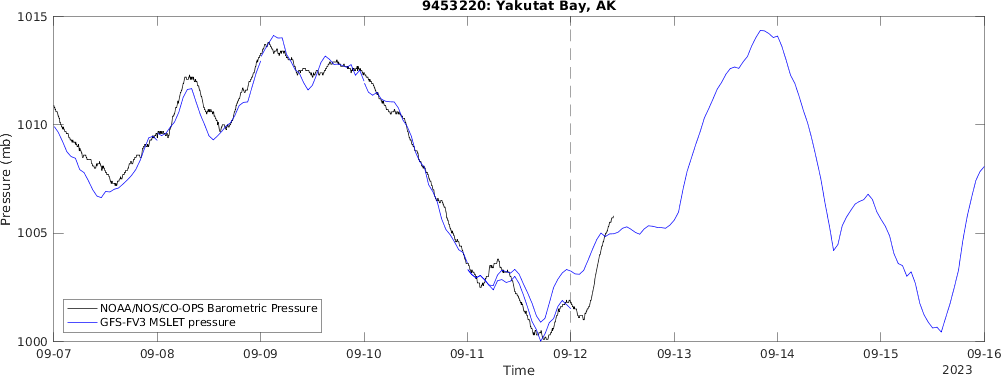 9453220: Yakutat Bay, AK
Pressure (mb)
1015
1010
1005
1000
NOAA/NOS/CO-OPS Barometric Pressure
GFS-FV3 MSLET pressure
09-07 09-08 09-09 09-10 09-11 09-12 09-13 09-14 09-15 09-16
Time
2023